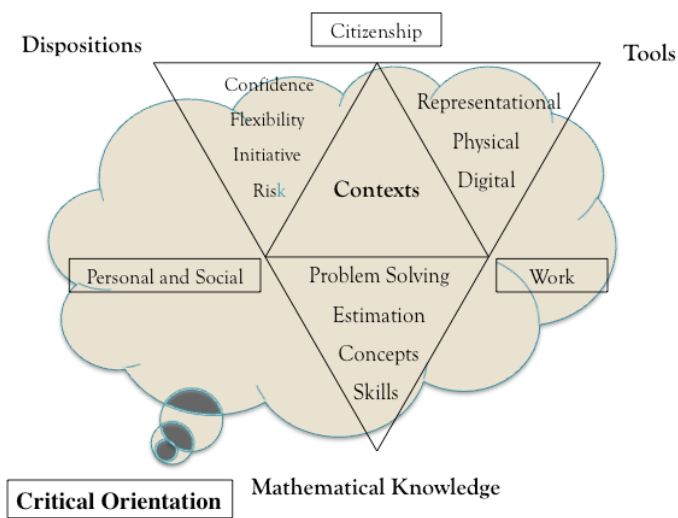 Citizenship
Dispositions
Tools
Confidence
Flexibility
Initiative
Risk
Representational
Physical
Digital
Contexts
Personal and Social
Work
Problem Solving
Estimation
Concepts
Skills
Critical Orientation
Mathematical Knowledge